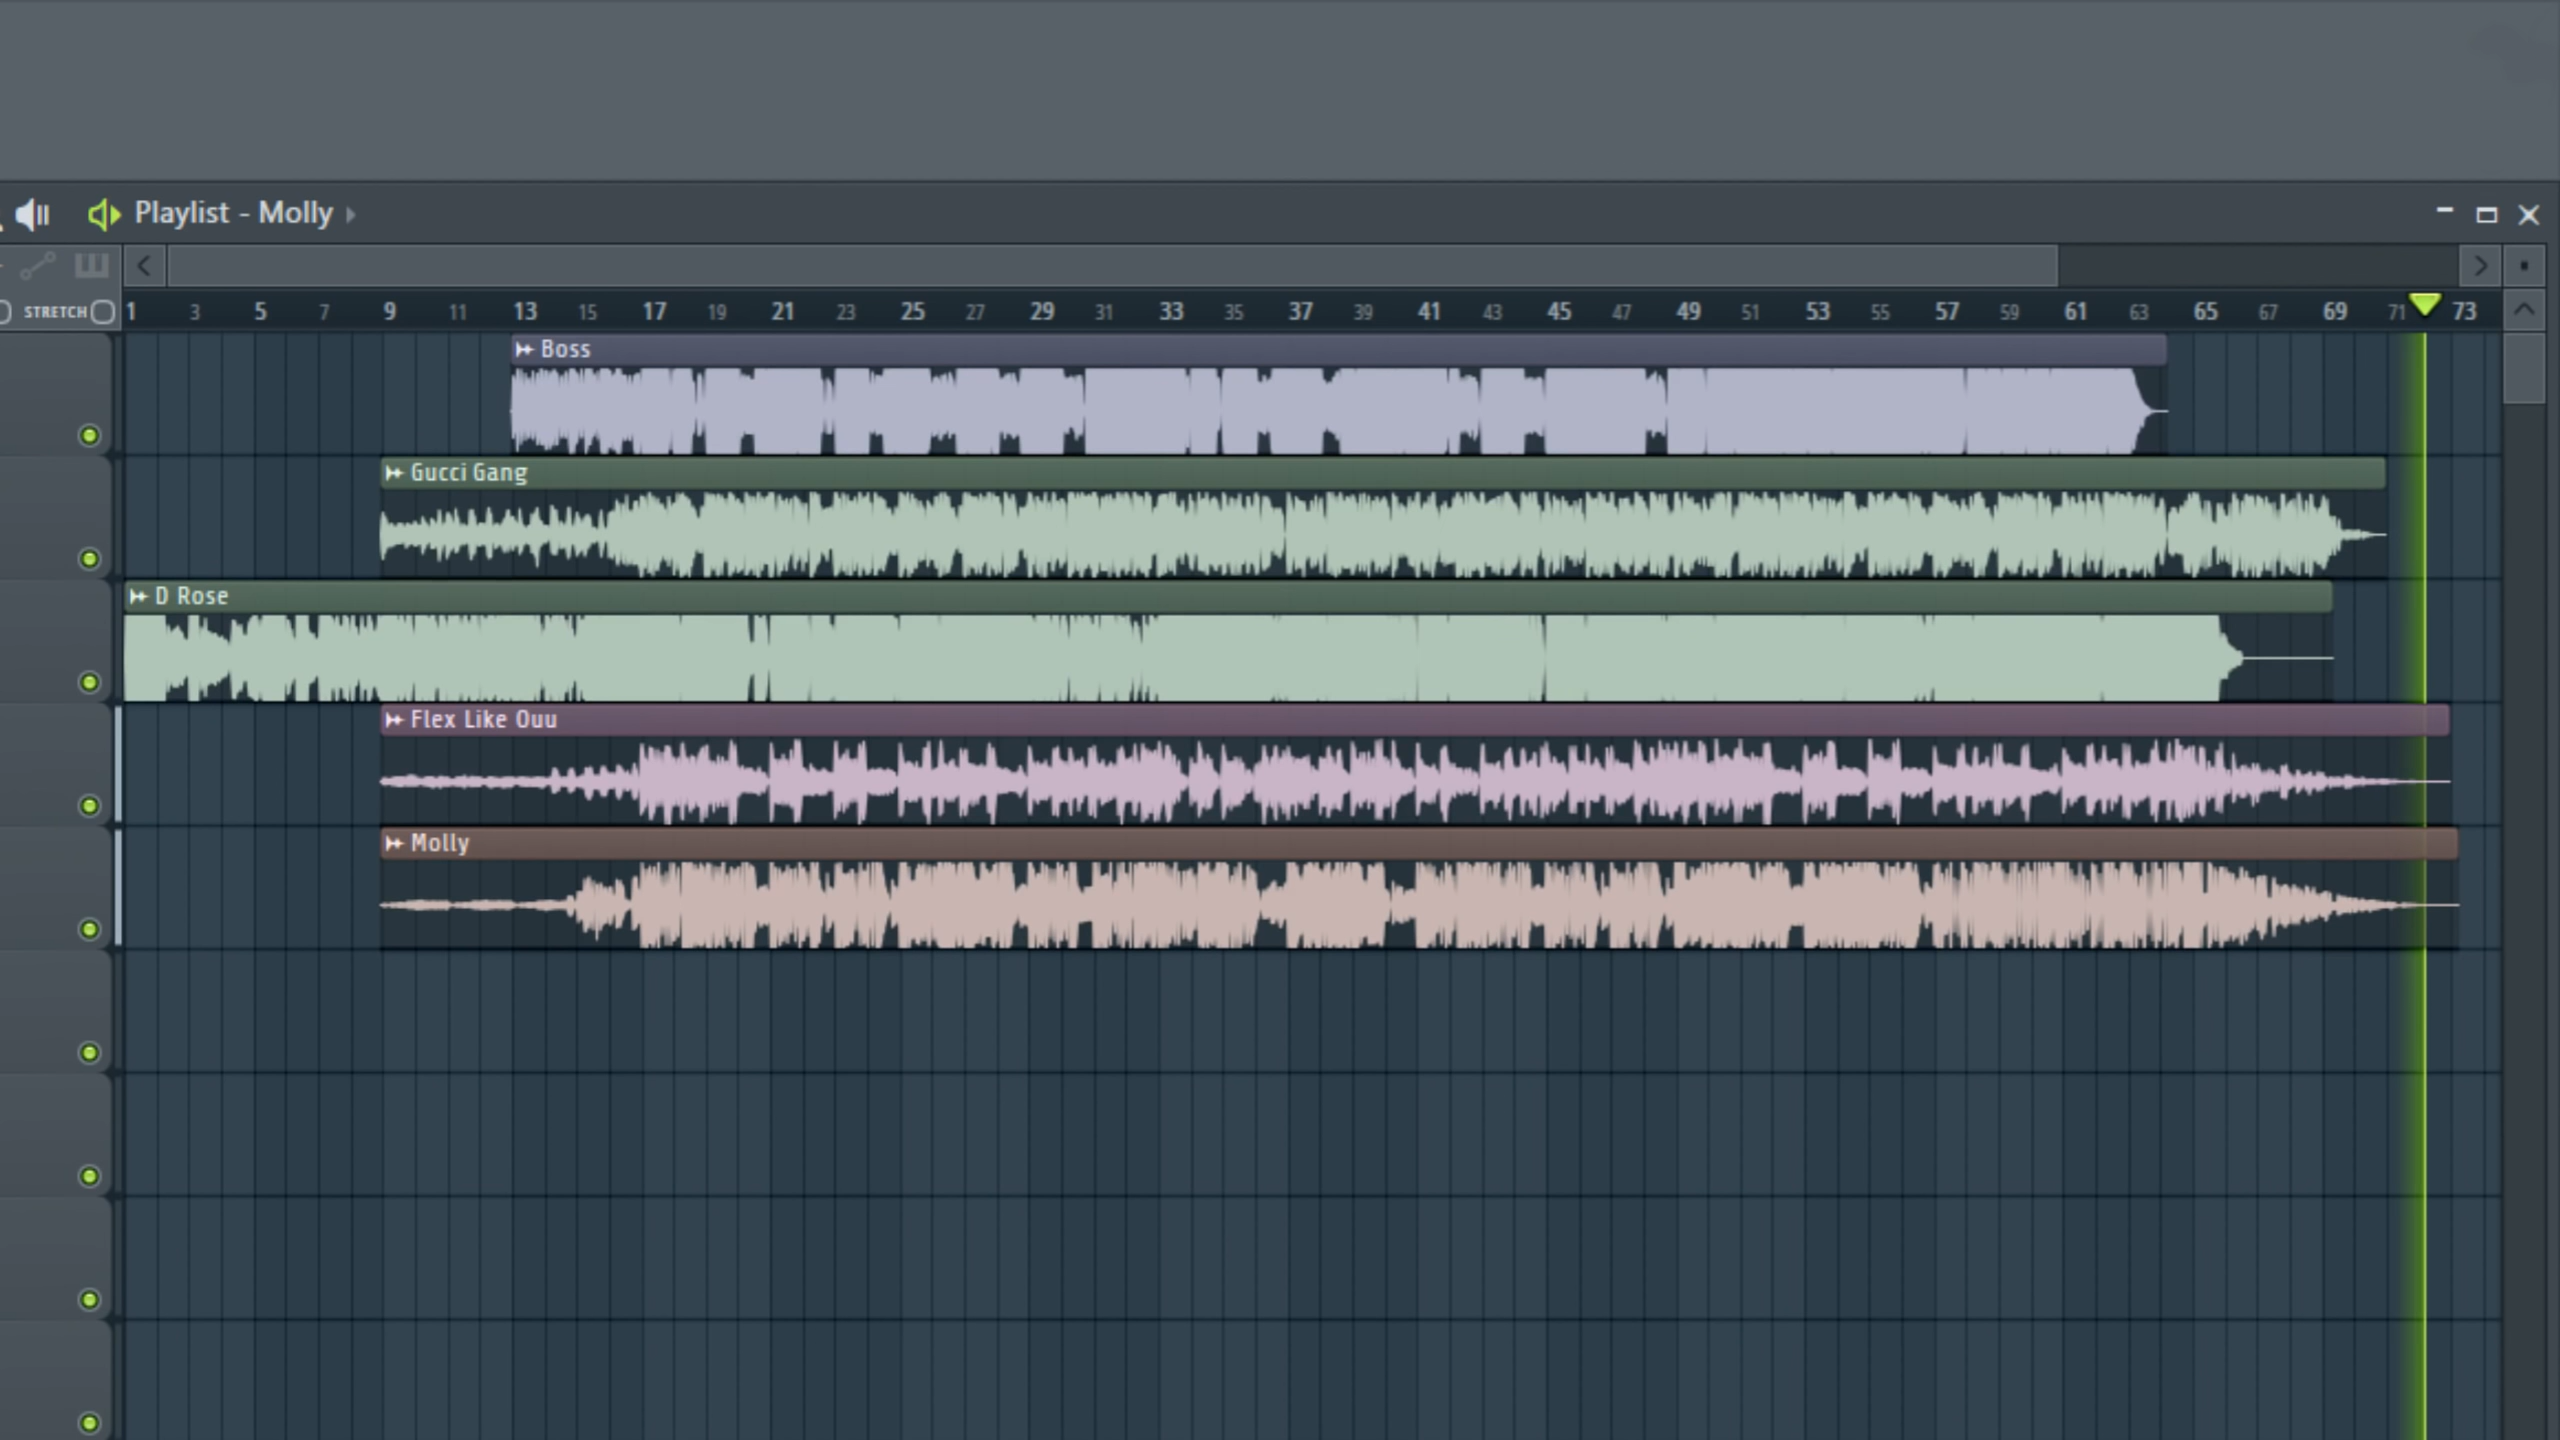 Playlist - Molly
STRETCH
1 3 5 7 9 11 13 15 17 19 21 23 25 27 29 31 33 35 37 39 41 43 45 47 49 51 53 55 57 59 61 63 65 67 69 71 73
Boss
Gucci Gang
D Rose
Flex Like Ouu
Molly